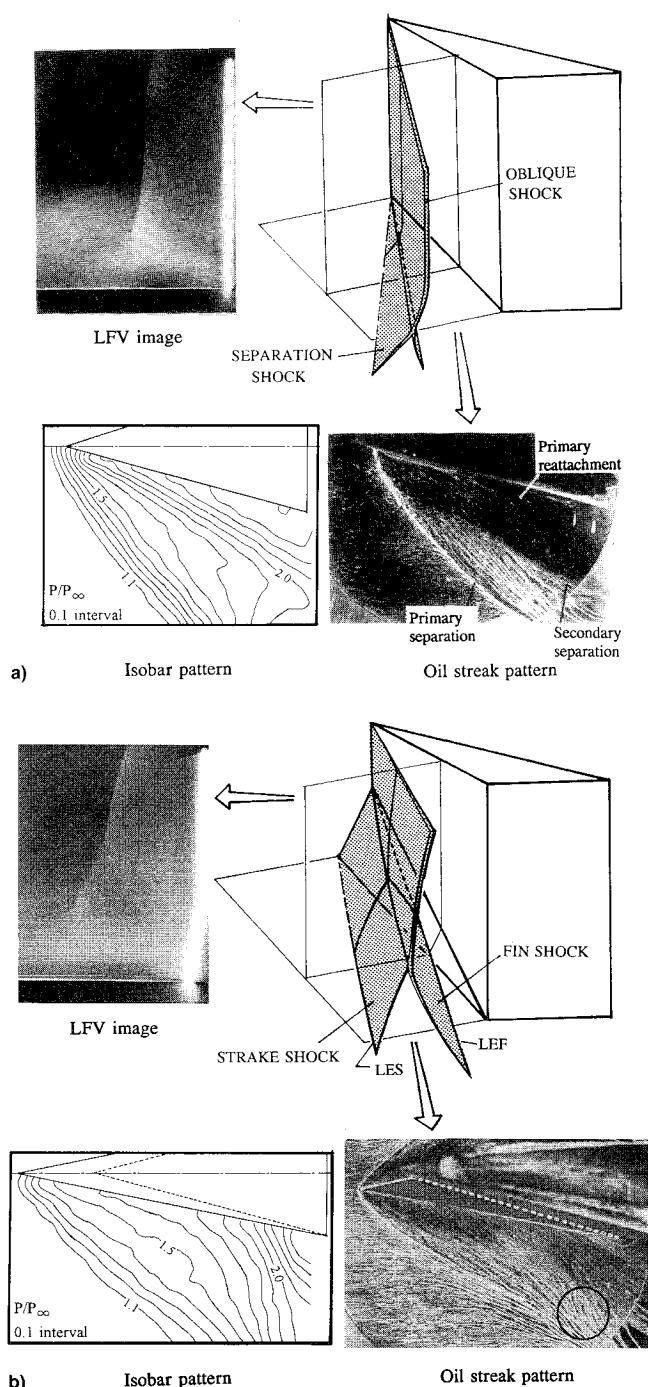 OBLIQUE
SHOCK
LFV image
SEPARATION
SHOCK
1.5
1.1
2.0
P/P∞
0.1 interval
Primary
reattachment
Primary
separation
Secondary
separation
a)
Isobar pattern
Oil streak pattern
LFV image
FIN SHOCK
STRAKE SHOCK
LES
LEF
1.5
1.1
2.0
P/P∞
0.1 interval
b)
Isobar pattern
Oil streak pattern